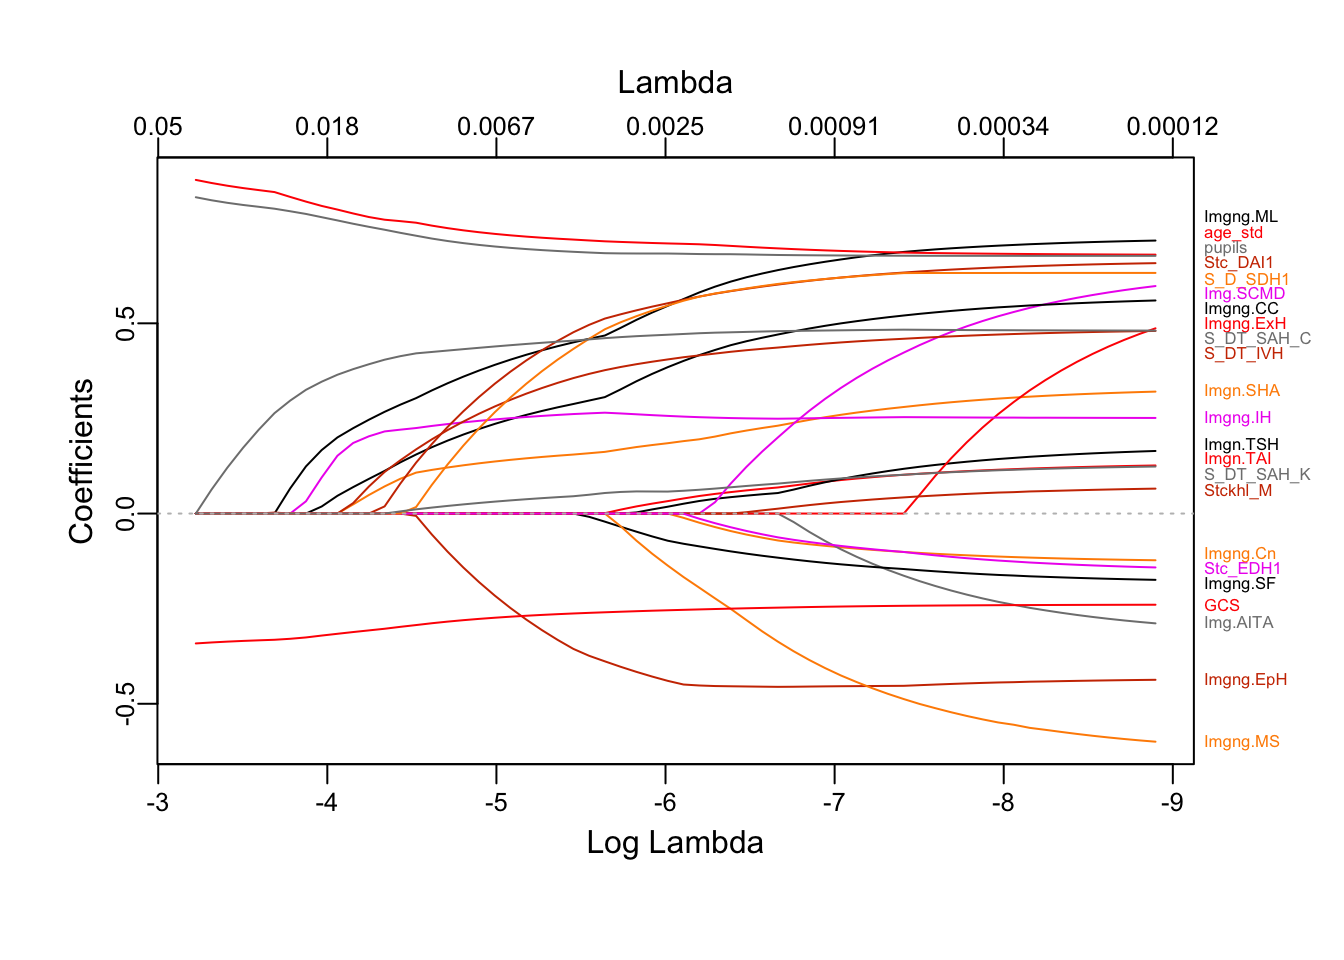 Lambda
0.05 0.018 0.0067 0.0025 0.00091 0.00034 0.00012
Coefficients
0.5
0.0
-0.5
Imgng.ML
age_std
pupils
Stc_DAI1
S_D_SDH1
Img.SCMD
Imgng.CC
Imgng.ExH
S_DT_SAH_C
S_DT_IVH
Imgn.SHA
Imgng.IH
Imgn.TSH
Imgn.TAI
S_DT_SAH_K
Stckhl_M
Imgng.Cn
Stc_EDH1
Imgng.SF
GCS
Img.AITA
Imgng.EpH
Imgng.MS
-3 -4 -5 -6 -7 -8 -9
Log Lambda